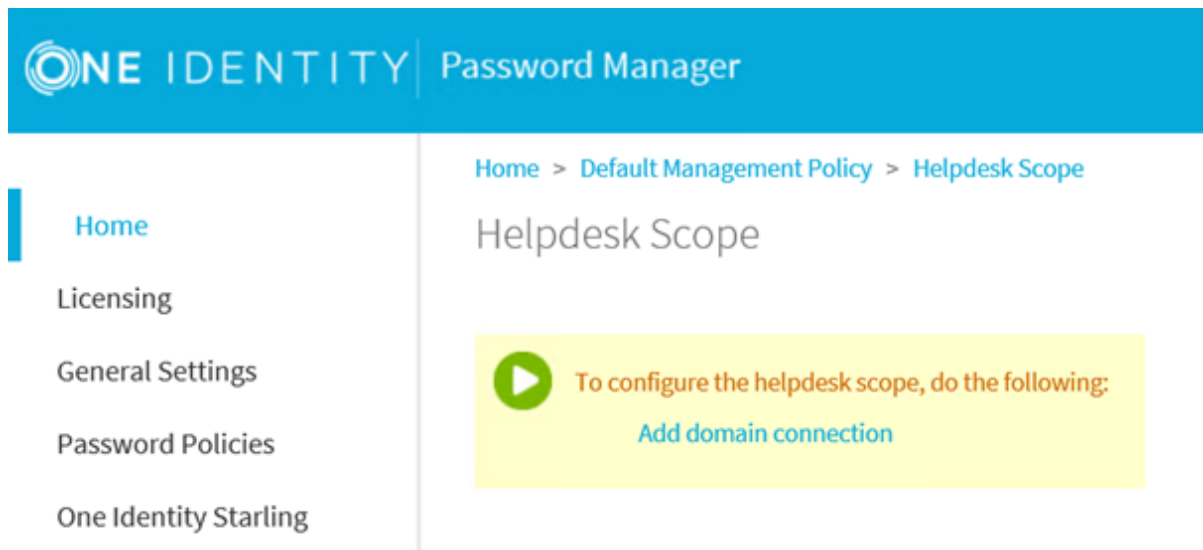 ONE IDENTITY Password Manager
Home > Default Management Policy > Helpdesk Scope
Helpdesk Scope
Home
Licensing
General Settings
Password Policies
One Identity Starling
To configure the helpdesk scope, do the following:
Add domain connection